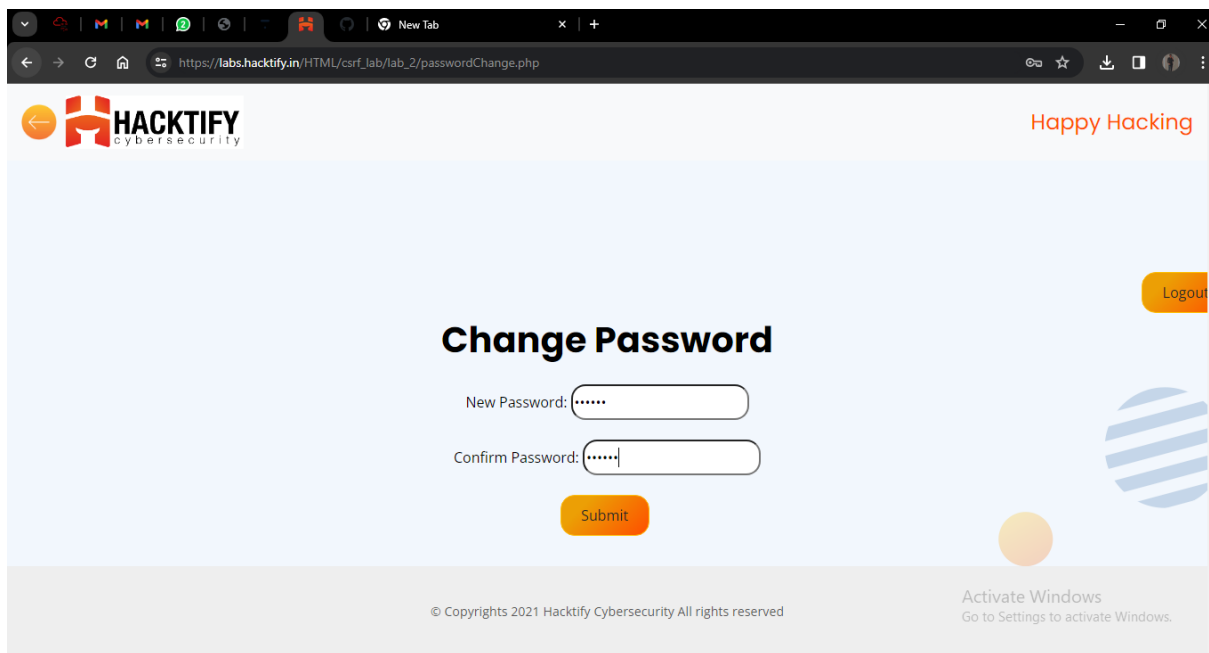 2
New Tab
https://labs.hacktify.in/HTML/csrf_lab/lab_2/passwordChange.php
HACKTIFY
cybersecurity
Happy Hacking
Logout
Change Password
New Password: ••••••
Confirm Password: ••••••
Submit
© Copyrights 2021 Hacktify Cybersecurity All rights reserved
Activate Windows
Go to Settings to activate Windows.